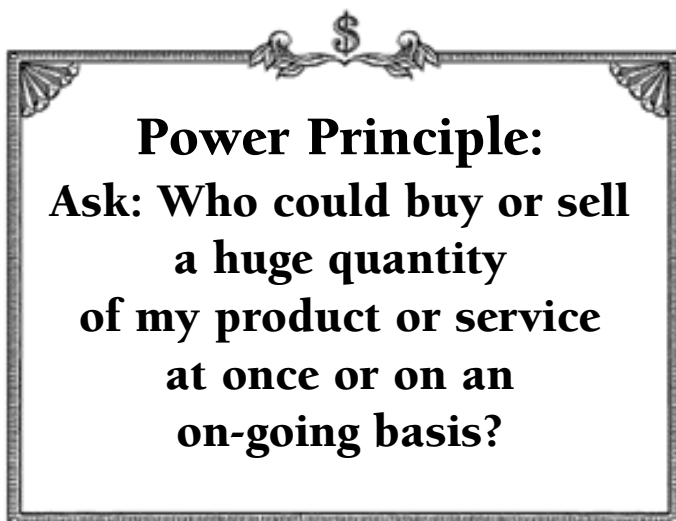 $
Power Principle:
Ask: Who could buy or sell
a huge quantity
of my product or service
at once or on an
on-going basis?